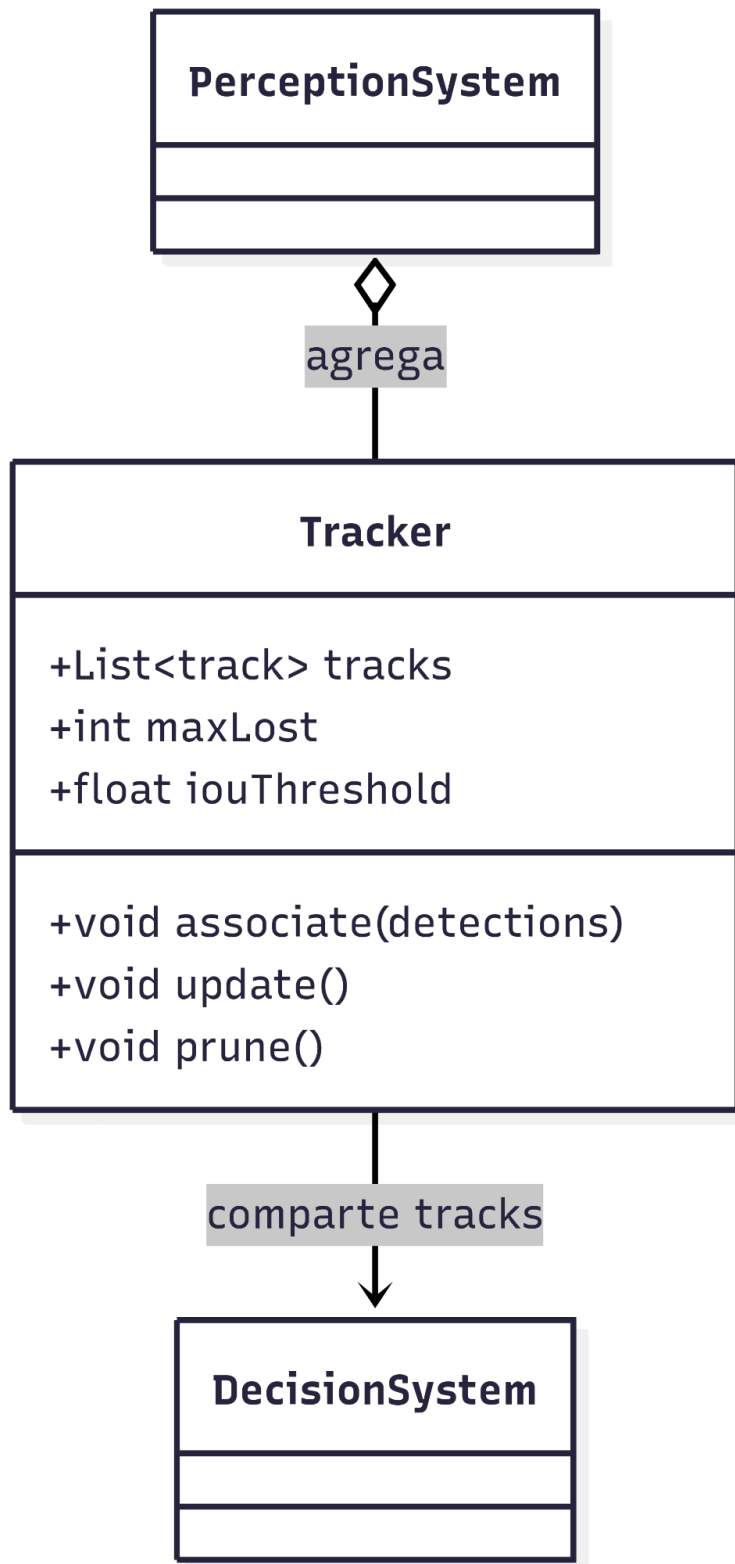 PerceptionSystem
agrega
Tracker
+List<track> tracks
+int maxLost
+float iouThreshold
+void associate(detections)
+void update()
+void prune()
comparte tracks
DecisionSystem